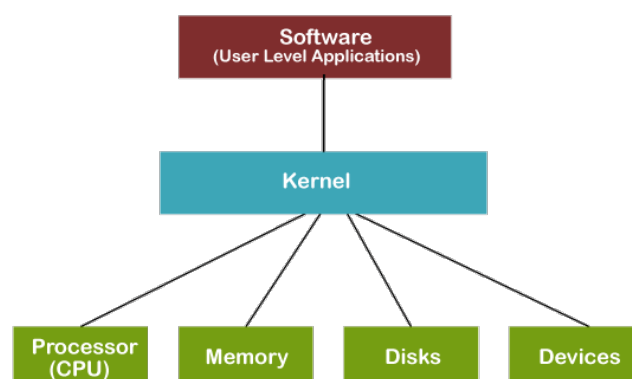 Software
(User Level Applications)
Kernel
Processor
(CPU)
Memory
Disks
Devices